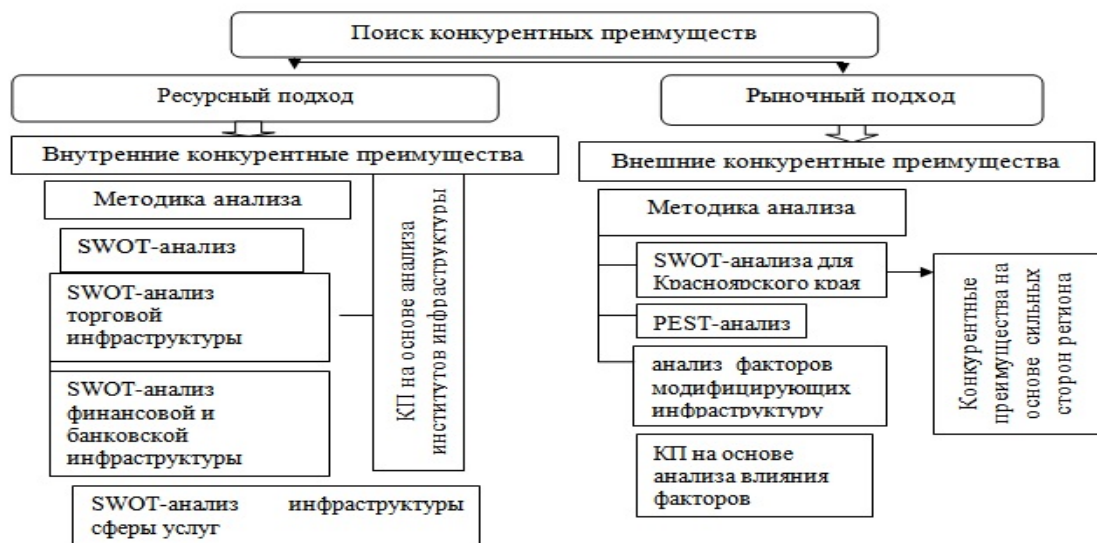 Поиск конкурентных преимуществ
Ресурсный подход
Рыночный подход
Внутренние конкурентные преимущества
Внешние конкурентные преимущества
Методика анализа
SWOT-анализ
SWOT-анализ
торговой
инфраструктуры
SWOT-анализ
финансовой и
банковской
инфраструктуры
SWOT-анализ инфраструктуры
сферы услуг
КП на основе анализа
институтов инфраструктуры
Методика анализа
SWOT-анализа для
Красноярского края
PEST-анализ
анализ факторов
модифицирующих
инфраструктуру
КП на основе
анализа влияния
факторов
Конкурентные
преимущества на
основе сильных
сторон региона